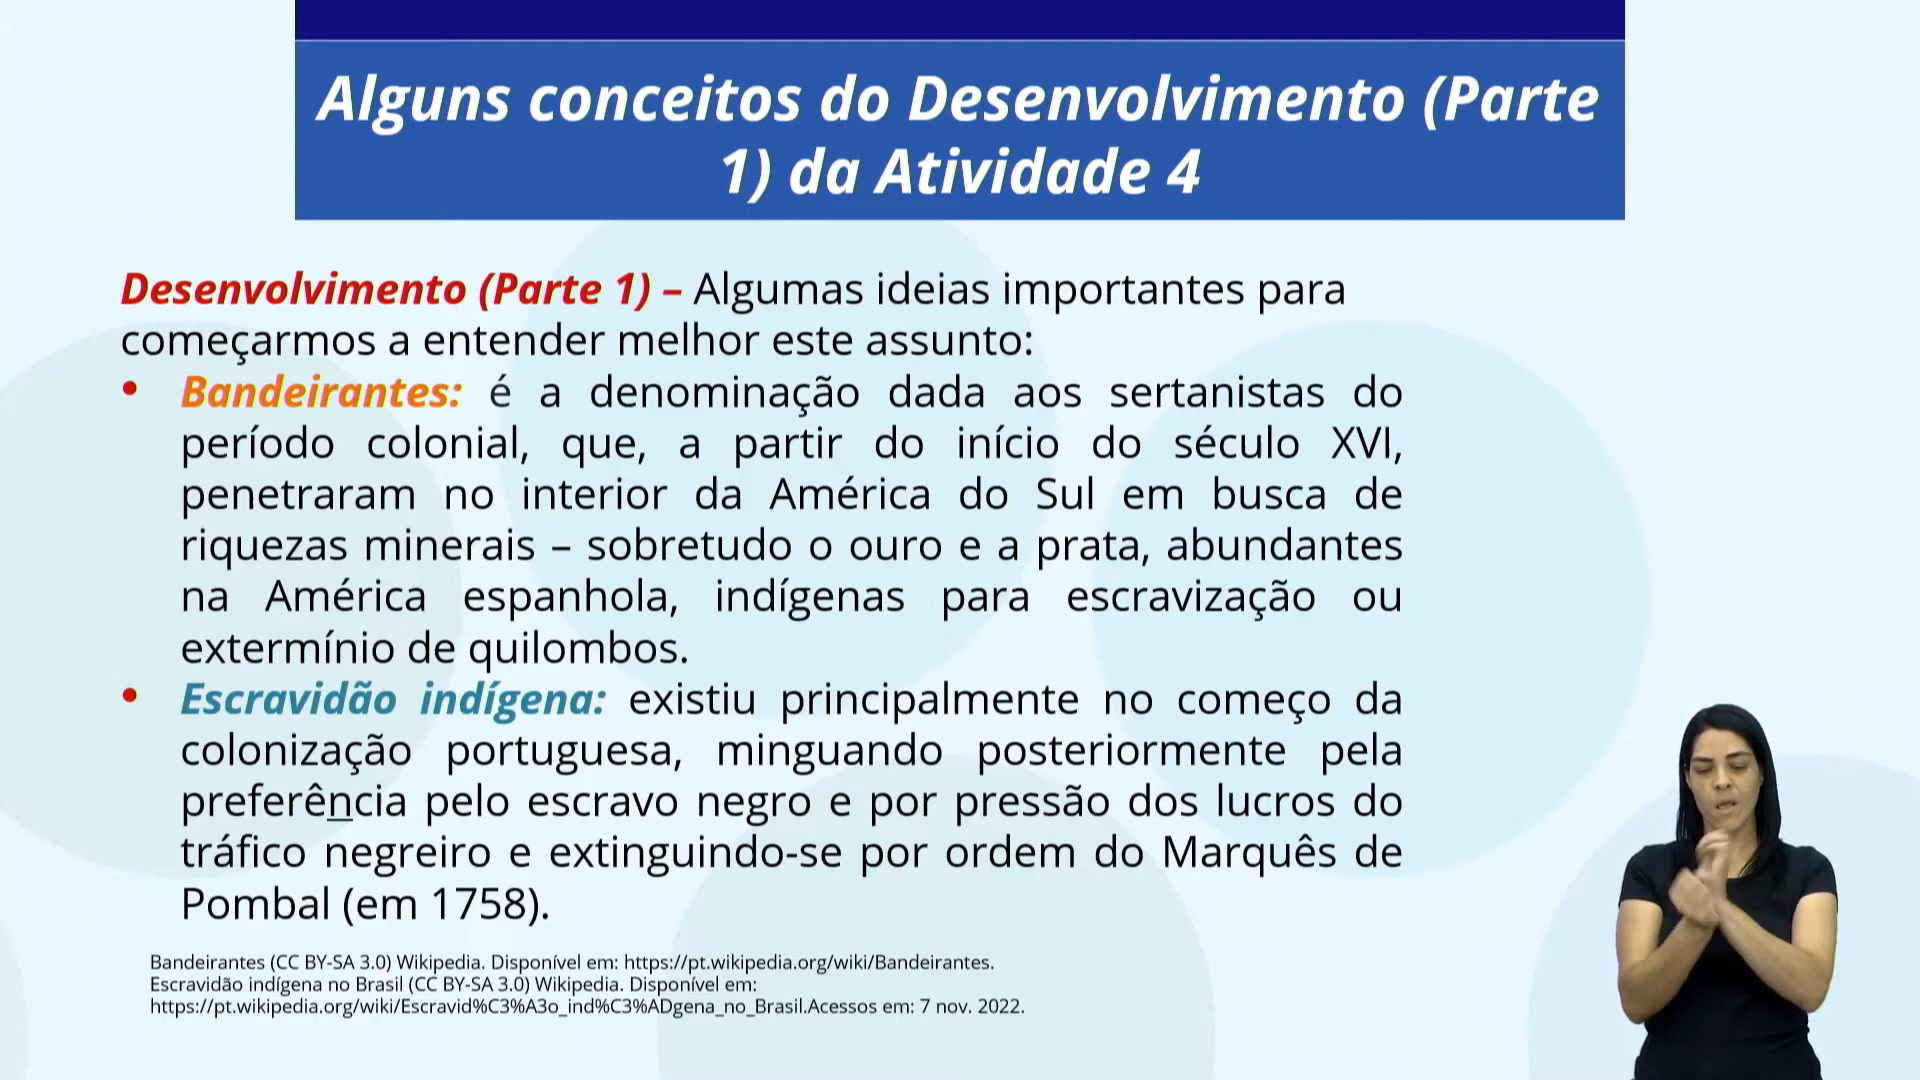 Alguns conceitos do Desenvolvimento (Parte
1) da Atividade 4
Desenvolvimento (Parte 1) – Algumas ideias importantes para
começarmos a entender melhor este assunto:
• Bandeirantes: é a denominação dada aos sertanistas do
período colonial, que, a partir do início do século XVI,
penetraram no interior da América do Sul em busca de
riquezas minerais – sobretudo o ouro e a prata, abundantes
na América espanhola, indígenas para escravização ou
extermínio de quilombos.
• Escravidão indígena: existiu principalmente no começo da
colonização portuguesa, minguando posteriormente pela
preferência pelo escravo negro e por pressão dos lucros do
tráfico negreiro e extinguindo-se por ordem do Marquês de
Pombal (em 1758).
Bandeirantes (CC BY-SA 3.0) Wikipedia. Disponível em: https://pt.wikipedia.org/wiki/Bandeirantes.
Escravidão indígena no Brasil (CC BY-SA 3.0) Wikipedia. Disponível em:
https://pt.wikipedia.org/wiki/Escravid%C3%A3o_ind%C3%ADgena_no_Brasil.Acessos em: 7 nov. 2022.